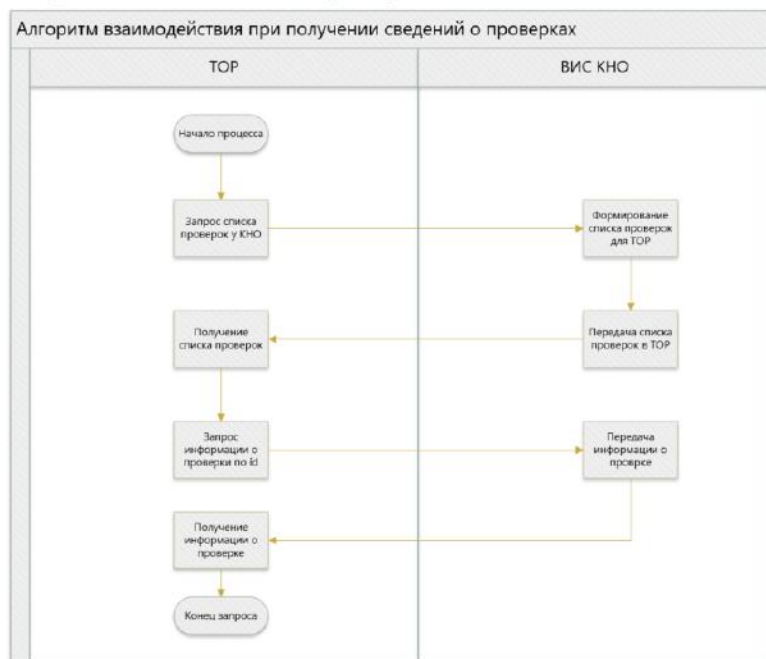 Алгоритм взаимодействия при получении сведений о проверках
ТОР
ВИС КНО
Начало процесса
Запрос списка
проверок у КНО
Формирование
списка проверок
для ТОР
Получение
списка проверок
Передача списка
проверок в ТОР
Запрос
информации о
проверки по id
Передача
информации о
проврке
Получение
информации о
проверке
Конец запроса